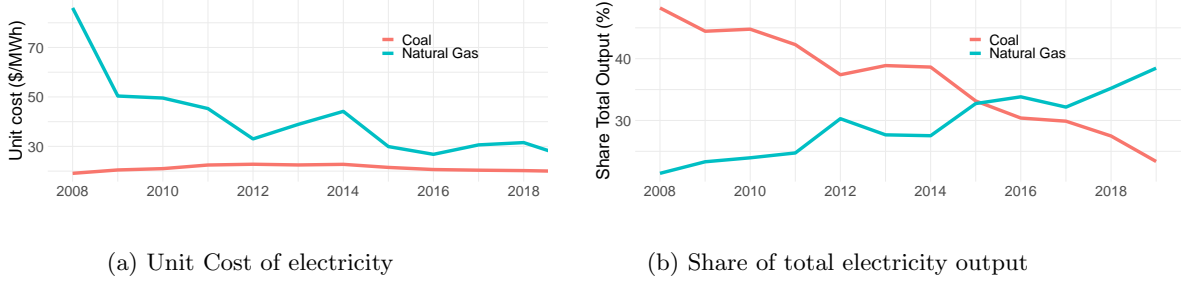 Unit cost ($/MWh)
70
50
30
Coal
Natural Gas
2008 2010 2012 2014 2016 2018
(a) Unit Cost of electricity
Share Total Output (%)
40
30
Coal
Natural Gas
2008 2010 2012 2014 2016 2018
(b) Share of total electricity output